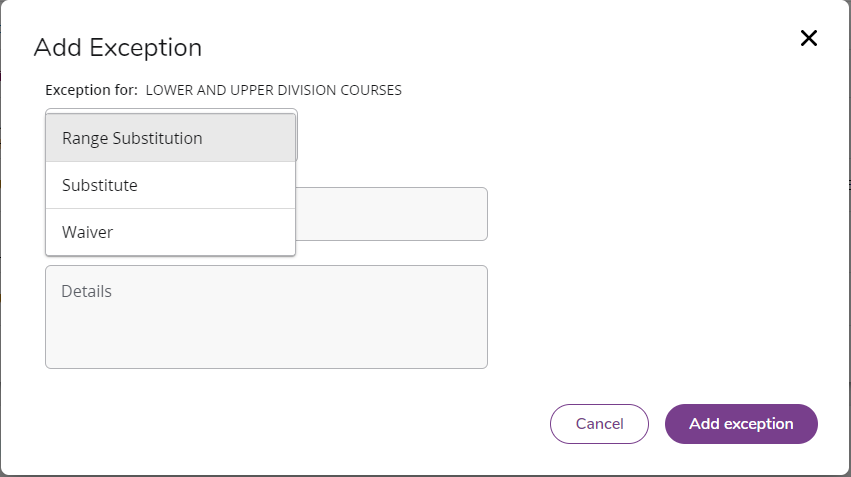 Add Exception
Exception for: LOWER AND UPPER DIVISION COURSES
Range Substitution
Substitute
Waiver
Details
Cancel
Add exception